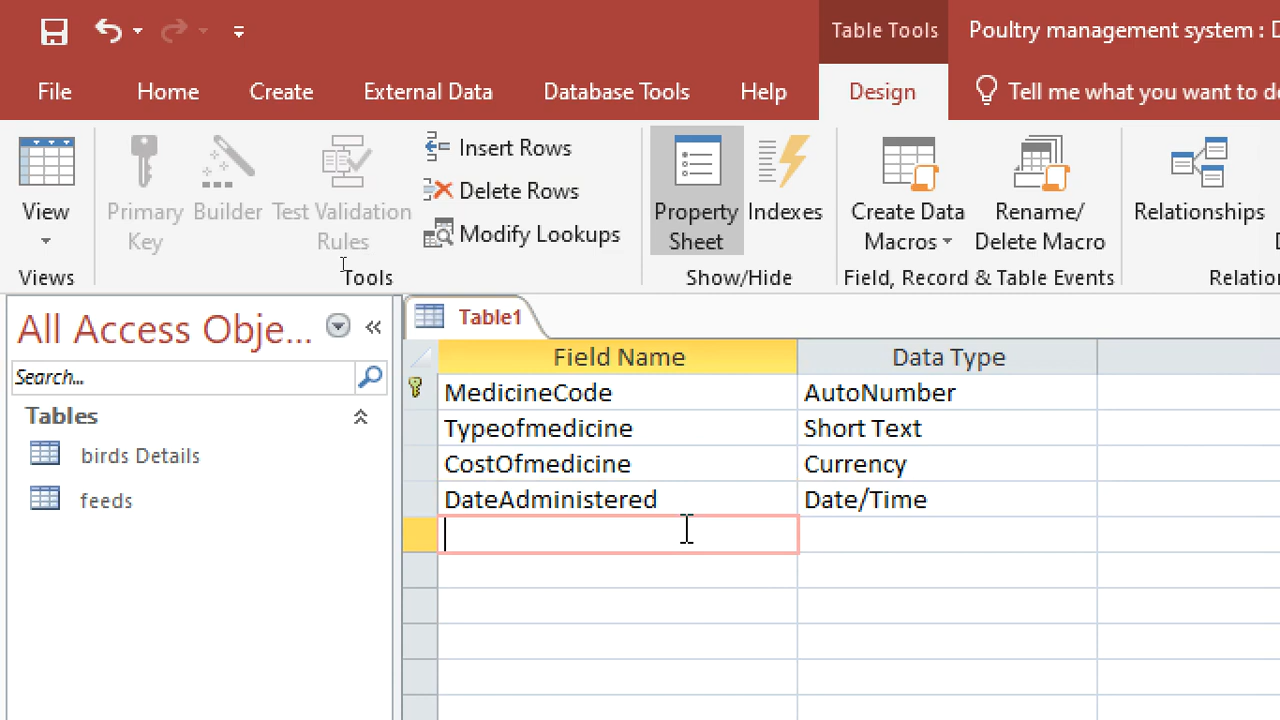 Table Tools
Poultry management system :
File
Home
Create
External Data
Database Tools
Help
Design
Tell me what you want to
View
Primary
Key
Builder
Test Validation
Rules
Insert Rows
Delete Rows
Modify Lookups
Property
Sheet
Indexes
Create Data
Macros
Rename/
Delete Macro
Relationships
Views
Tools
Show/Hide
Field, Record & Table Events
All Access Obje...
Search...
Tables
birds Details
feeds
Table1
Field Name
Data Type
MedicineCode
AutoNumber
Typeofmedicine
Short Text
CostOfmedicine
Currency
DateAdministered
Date/Time